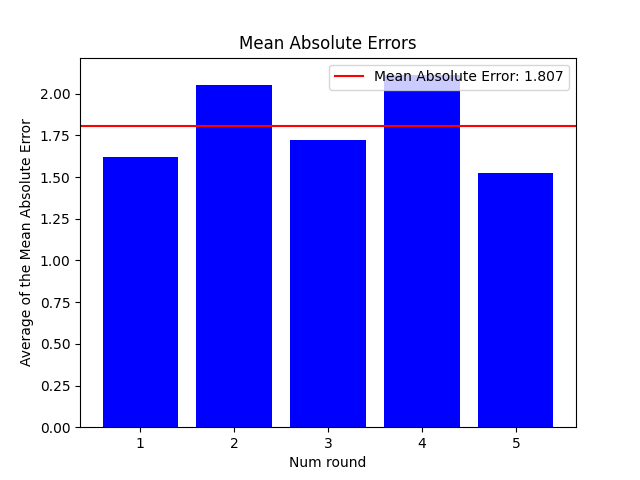 Mean Absolute Errors
Mean Absolute Error: 1.807
Average of the Mean Absolute Error
2.00
1.75
1.50
1.25
1.00
0.75
0.50
0.25
0.00
1 2 3 4 5
Num round